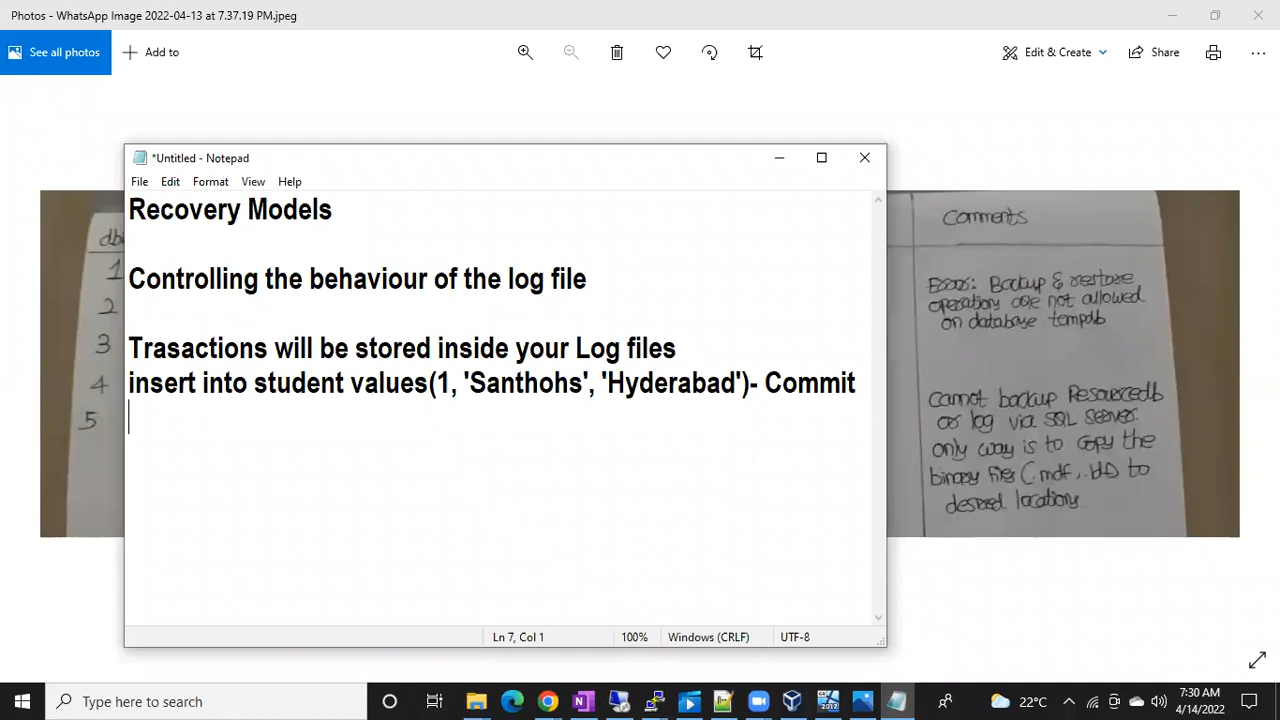 Photos - WhatsApp Image 2022-04-13 at 7.37.19 PM.jpeg
See all photos
Add to
Edit & Create
Share
*Untitled - Notepad
File Edit Format View Help
Recovery Models
Controlling the behaviour of the log file
Trasactions will be stored inside your Log files
insert into student values(1, 'Santhohs', 'Hyderabad')- Commit
Ln 7, Col 1
100%
Windows (CRLF)
UTF-8
1
2
3
4
5
Comments
Error: Backup & restore
operations are not allowed
on database tempdb
Cannot backup Resourcedb
or log via SQL Server.
only way is to copy the
binary files (.mdf, .ldf) to
desired locations.
Type here to search
2012
22°C
7:30 AM
4/14/2022